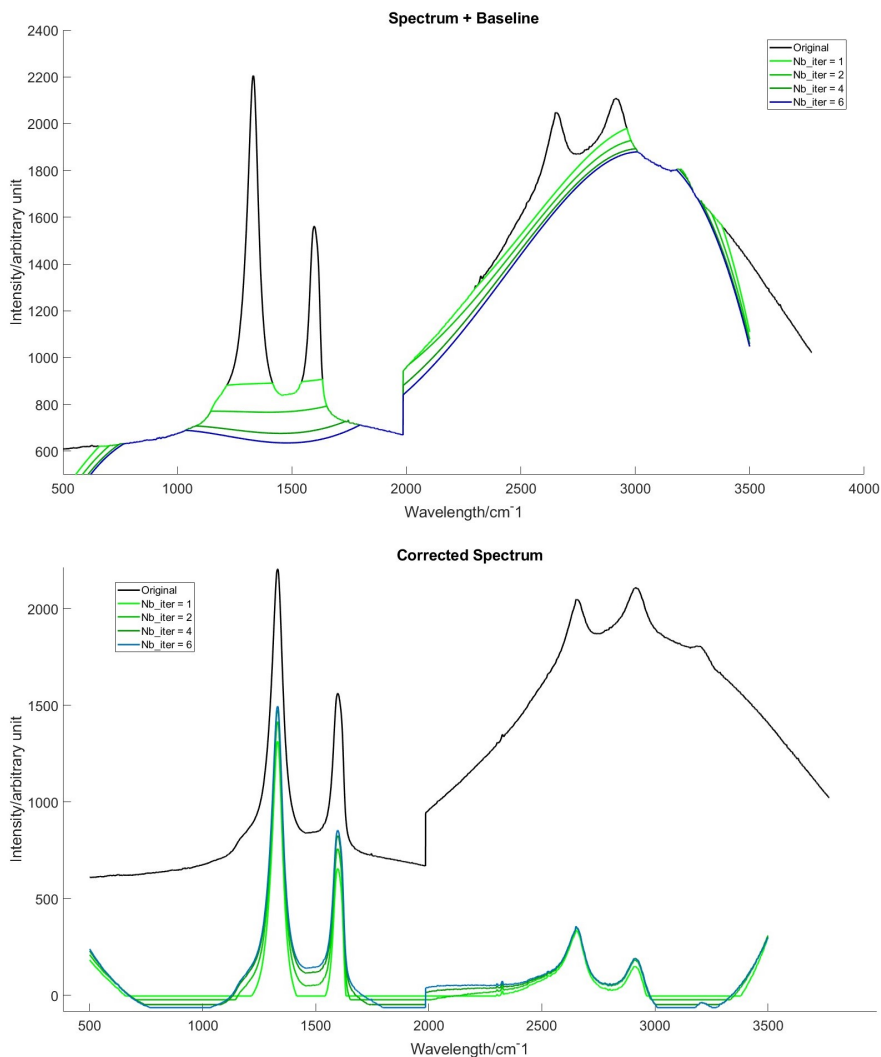 Spectrum + Baseline
2400
2200
2000
1800
1600
1400
1200
1000
800
600
Intensity/arbitrary unit
Original
Nb_iter = 1
Nb_iter = 2
Nb_iter = 4
Nb_iter = 6
500 1000 1500 2000 2500 3000 3500 4000
Wavelength/cm-1
Corrected Spectrum
2000
1500
1000
500
0
Intensity/arbitrary unit
Original
Nb_iter = 1
Nb_iter = 2
Nb_iter = 4
Nb_iter = 6
500 1000 1500 2000 2500 3000 3500
Wavelength/cm-1